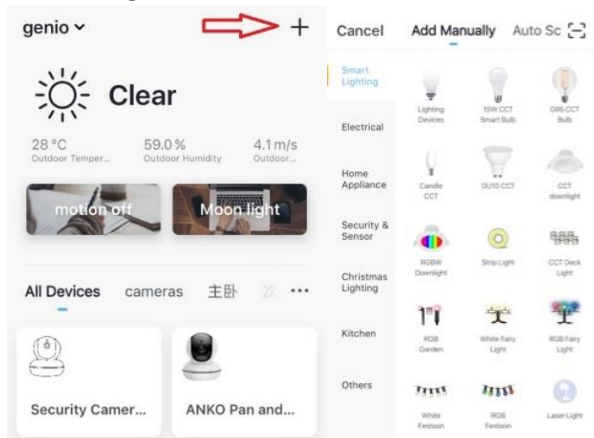 genio
Clear
28 °C
59.0 %
4.1 m/s
Outdoor Temper...
Outdoor Humidity
Outdoor...
motion off
Moon light
All Devices
cameras
主卧
次
Security Camer...
ANKO Pan and...
Cancel
Add Manually
Auto Sc
Smart
Lighting
Electrical
Home
Appliance
Security &
Sensor
Christmas
Lighting
Kitchen
Others
Lighting
Devices
15W CCT
Smart Bulb
G95 CCT
Bulb
Candle
CCT
GU10 CCT
CCT
downlight
RGBW
Downlight
Strip Light
CCT Deck
Light
RGB
Garden
White Fairy
Light
RGB Fairy
Light
White
Festoon
RGB
Festoon
Laser Light